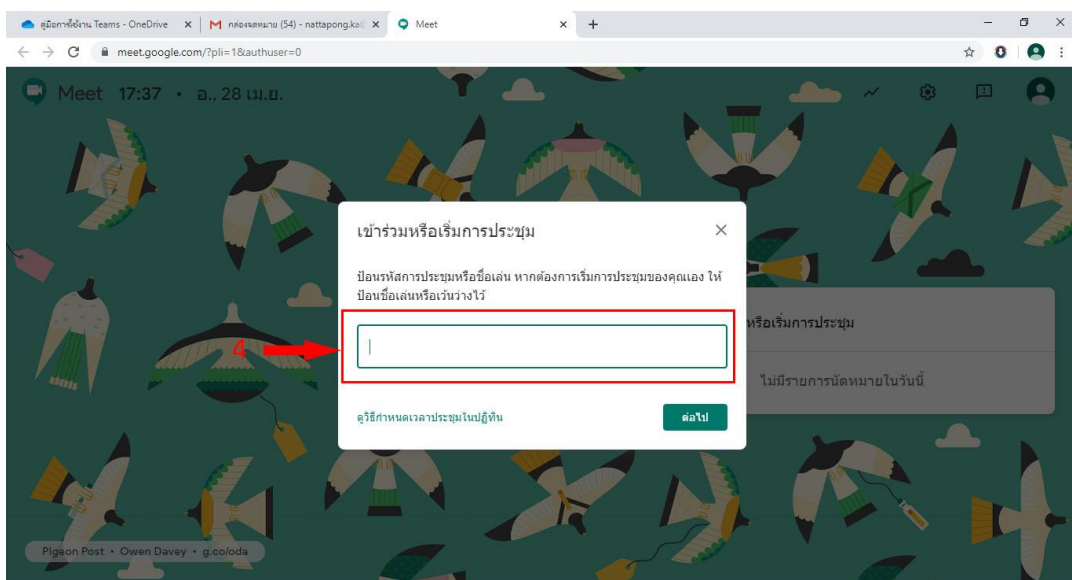 คู่มือการใช้งาน Teams - OneDrive
กล่องจดหมาย (54) - nattapong.ka
Meet
meet.google.com/?pli=1&authuser=0
Meet 17:37 • อ., 28 เม.ย.
เข้าร่วมหรือเริ่มการประชุม
ป้อนรหัสการประชุมหรือชื่อเล่น หากต้องการเริ่มการประชุมของคุณเอง ให้
ป้อนชื่อเล่นหรือเว้นว่างไว้
หรือเริ่มการประชุม
4
ไม่มีรายการนัดหมายในวันนี้
ดูวิธีกำหนดเวลาประชุมในปฏิทิน
ต่อไป
Pigeon Post • Owen Davey • g.co/oda